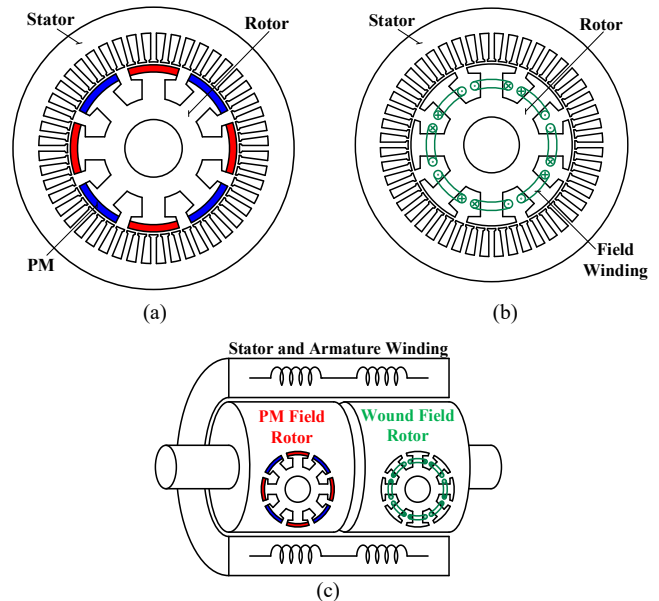 Stator
Rotor
PM
(a)
Stator
Rotor
Field
Winding
(b)
Stator and Armature Winding
PM Field
Rotor
Wound Field
Rotor
(c)